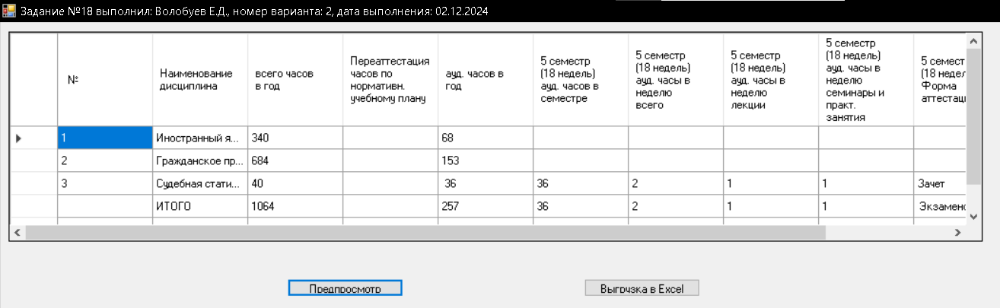 Задание №18 выполнил: Волобуев Е.Д., номер варианта: 2, дата выполнения: 02.12.2024
№
Наименование
дисциплина
всего часов
в год
Переаттестация
часов по
нормативн.
учебному плану
ауд. часов в
год
5 семестр
(18 недель)
ауд. часов в
семестре
5 семестр
(18 недель)
ауд. часы в
неделю
всего
5 семестр
(18 недель)
ауд. часы в
неделю
лекции
5 семестр
(18 недель)
ауд. часы в
неделю
семинары и
практ.
занятия
5 семест
(18 недел
Форма
аттестаци
1 Иностранный я... 340 68
2 Гражданское пр... 684 153
3 Судебная стати... 40 36 36 2 1 1 Зачет
ИТОГО 1064 257 36 2 1 1 Экзамено
Предпросмотр
Выгрузка в Excel